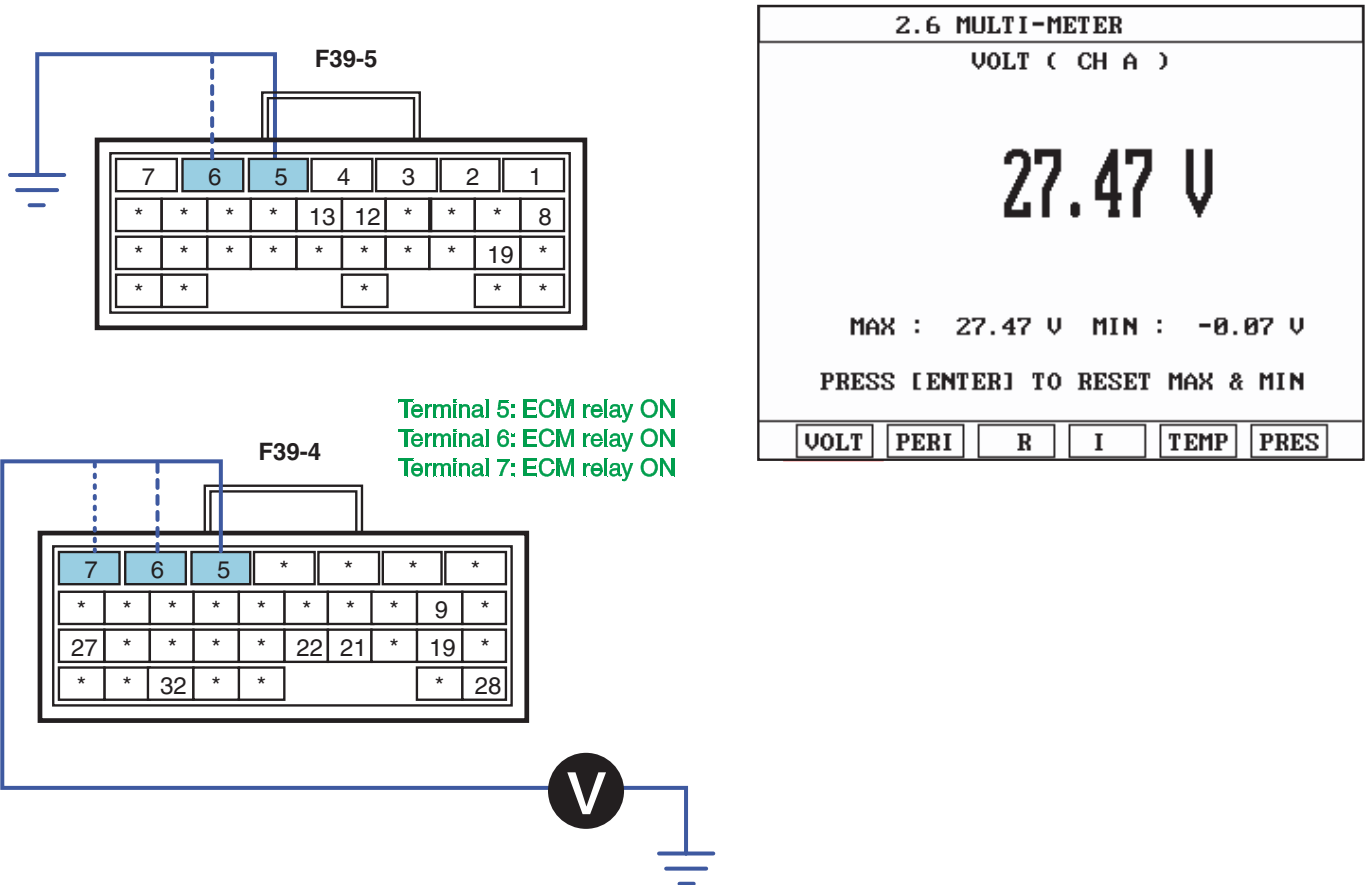 F39-5
7 6 5 4 3 2 1
* * * * 13 12 * * * 8
* * * * * * * * 19 *
* * * * *
Terminal 5: ECM relay ON
Terminal 6: ECM relay ON
Terminal 7: ECM relay ON
F39-4
7 6 5 * * * *
* * * * * * * * 9 *
27 * * * * 22 21 * 19 *
* * 32 * * * 28
V
2.6 MULTI-METER
VOLT ( CH A )
27.47 V
MAX : 27.47 V MIN : -0.07 V
PRESS [ENTER] TO RESET MAX & MIN
VOLT PERI R I TEMP PRES